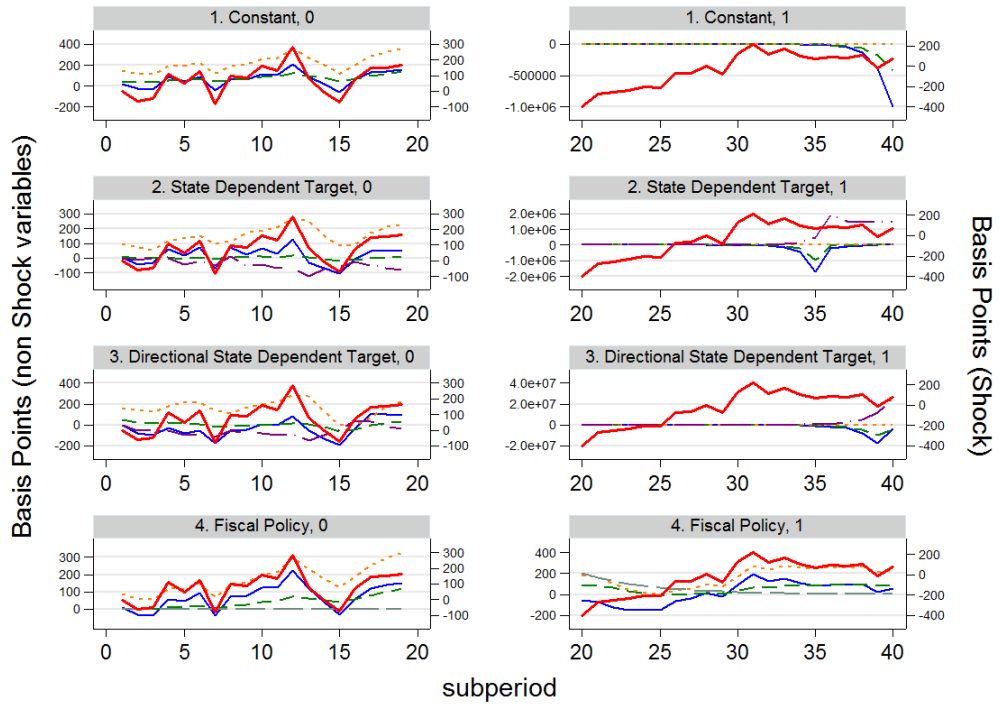 1. Constant, 0
400
200
0
-200
300
200
100
0
-100
0 5 10 15 20
1. Constant, 1
0
-500000
-1.0e+06
200
0
-200
-400
20 25 30 35 40
2. State Dependent Target, 0
300
200
100
0
-100
300
200
100
0
-100
0 5 10 15 20
2. State Dependent Target, 1
2.0e+06
1.0e+06
0
-1.0e+06
-2.0e+06
200
0
-200
-400
20 25 30 35 40
3. Directional State Dependent Target, 0
400
200
0
-200
300
200
100
0
-100
0 5 10 15 20
3. Directional State Dependent Target, 1
4.0e+07
2.0e+07
0
-2.0e+07
200
0
-200
-400
20 25 30 35 40
4. Fiscal Policy, 0
300
200
100
0
300
200
100
0
-100
0 5 10 15 20
4. Fiscal Policy, 1
400
200
0
-200
200
0
-200
-400
20 25 30 35 40
Basis Points (non Shock variables)
Basis Points (Shock)
subperiod